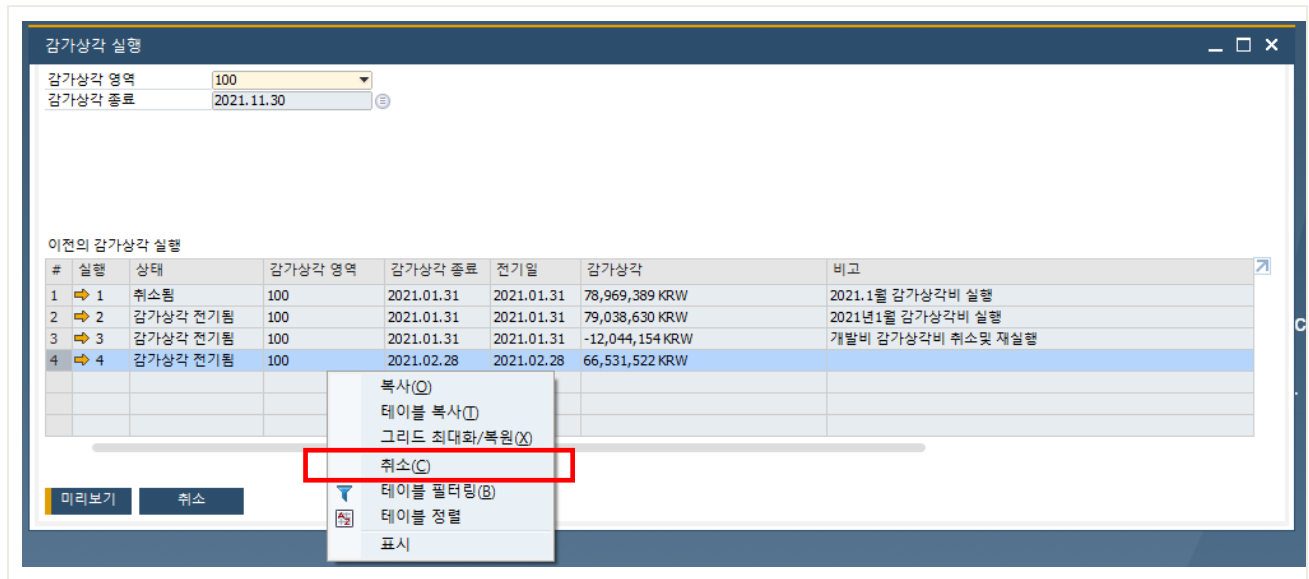 감가상각 실행
감가상각 영역 100
감가상각 종료 2021.11.30
이전의 감가상각 실행
# 실행 상태 감가상각 영역 감가상각 종료 전기일 감가상각 비고
1 1 취소됨 100 2021.01.31 2021.01.31 78,969,389 KRW 2021.1월 감가상각비 실행
2 2 감가상각 전기됨 100 2021.01.31 2021.01.31 79,038,630 KRW 2021년1월 감가상각비 실행
3 3 감가상각 전기됨 100 2021.01.31 2021.01.31 -12,044,154 KRW 개발비 감가상각비 취소및 재실행
4 4 감가상각 전기됨 100 2021.02.28 2021.02.28 66,531,522 KRW
복사(O)
테이블 복사(T)
그리드 최대화/복원(X)
취소(C)
테이블 필터링(B)
테이블 정렬
표시
미리보기 취소